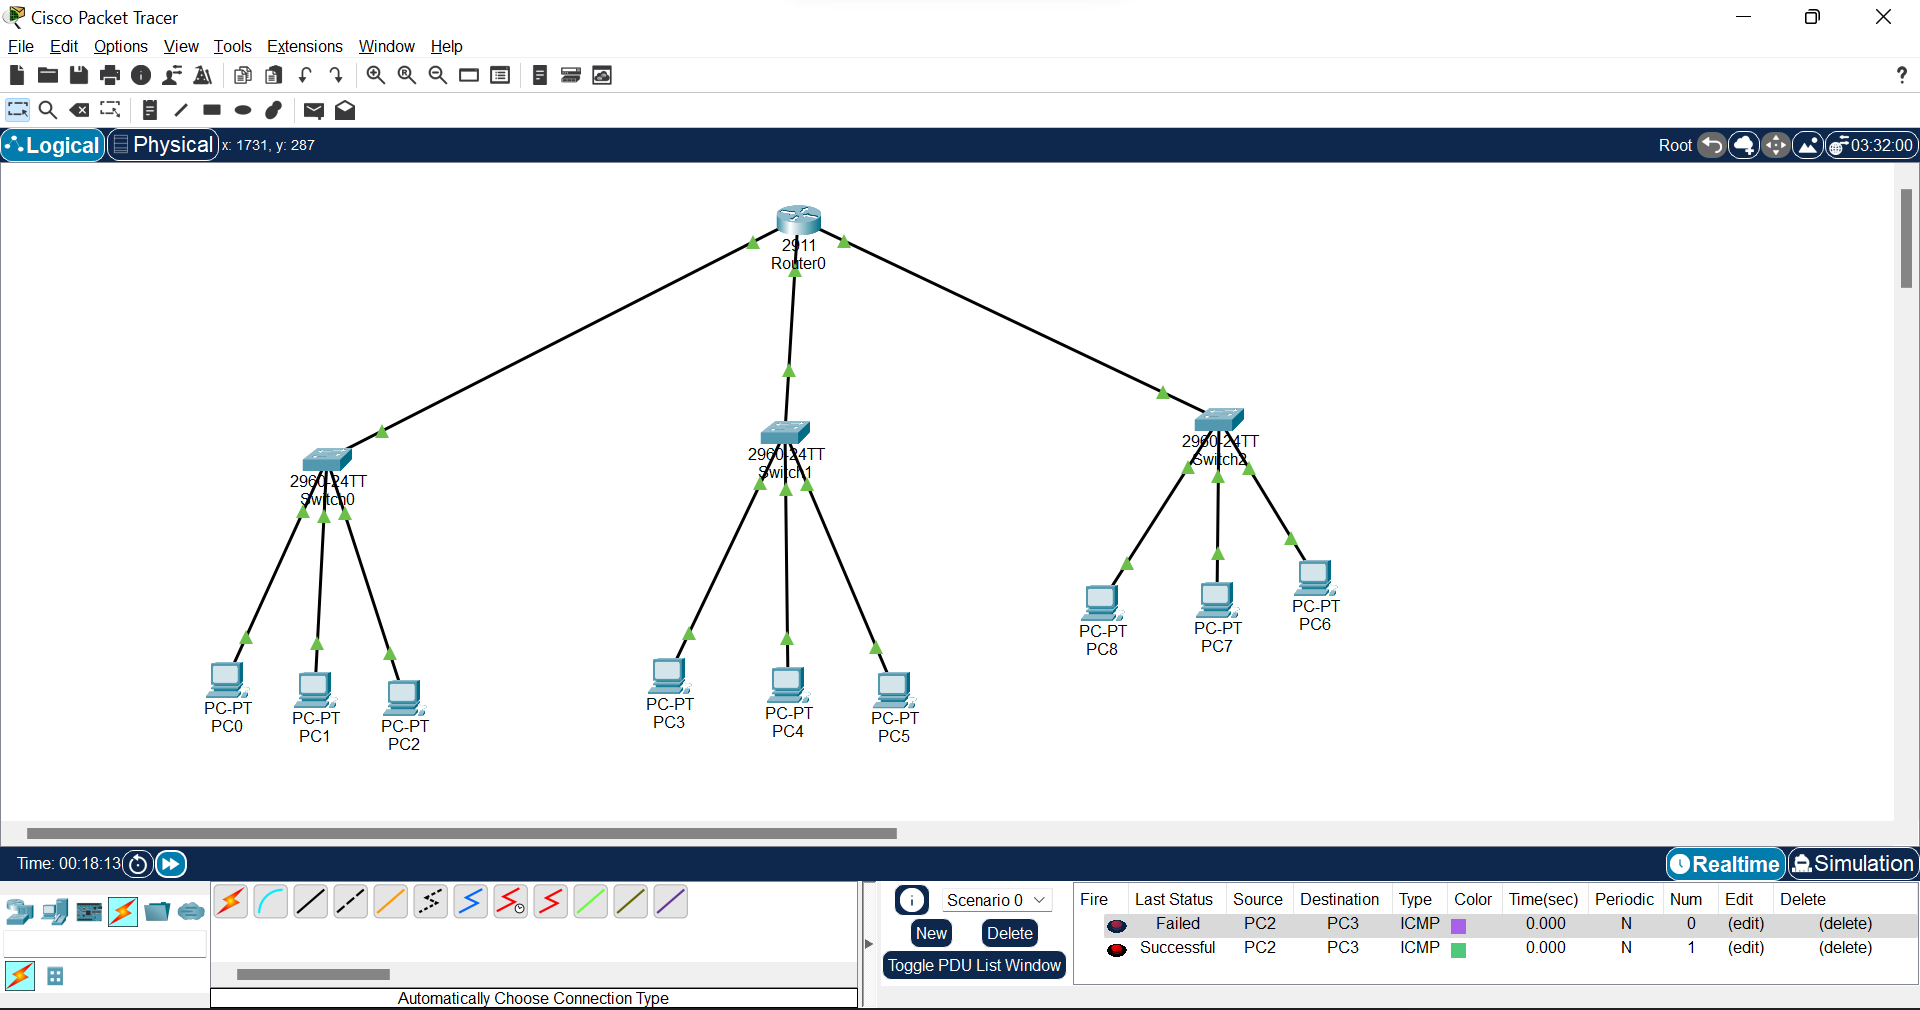 Cisco Packet Tracer
File Edit Options View Tools Extensions Window Help
Logical Physical x: 1731, y: 287 Root 03:32:00
2911
Router0
2960-24TT
Switch0
2960-24TT
Switch1
2960-24TT
Switch2
PC-PT
PC0
PC-PT
PC1
PC-PT
PC2
PC-PT
PC3
PC-PT
PC4
PC-PT
PC5
PC-PT
PC8
PC-PT
PC7
PC-PT
PC6
Time: 00:18:13 Realtime Simulation
Automatically Choose Connection Type
Scenario 0
New Delete
Toggle PDU List Window
Fire Last Status Source Destination Type Color Time(sec) Periodic Num Edit Delete
Failed PC2 PC3 ICMP 0.000 N 0 (edit) (delete)
Successful PC2 PC3 ICMP 0.000 N 1 (edit) (delete)